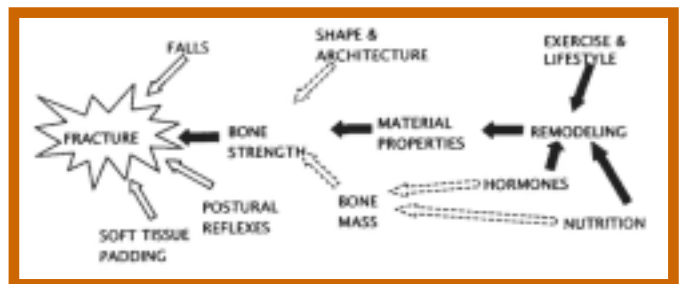 FALLS
SHAPE &
ARCHITECTURE
EXERCISE &
LIFESTYLE
FRACTURE
BONE
STRENGTH
MATERIAL
PROPERTIES
REMODELING
HORMONES
BONE
MASS
NUTRITION
POSTURAL
REFLEXES
SOFT TISSUE
PADDING